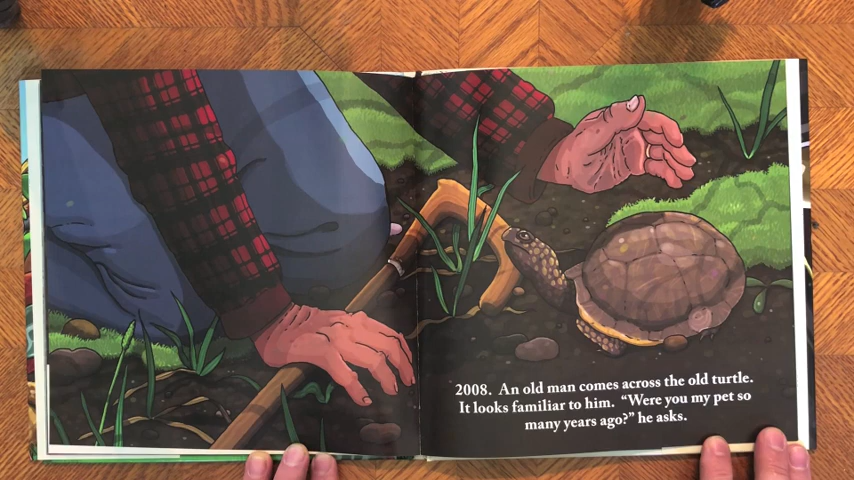 2008. An old man comes across the old turtle.
It looks familiar to him. “Were you my pet so
many years ago?” he asks.